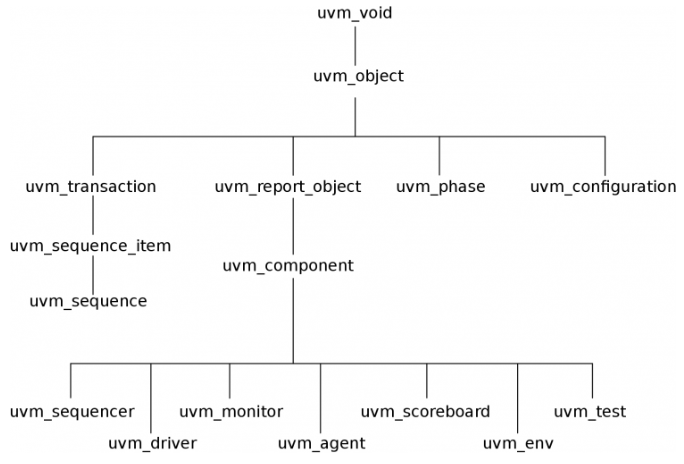 uvm_void
uvm_object
uvm_transaction
uvm_report_object
uvm_phase
uvm_configuration
uvm_sequence_item
uvm_component
uvm_sequence
uvm_sequencer
uvm_monitor
uvm_scoreboard
uvm_test
uvm_driver
uvm_agent
uvm_env